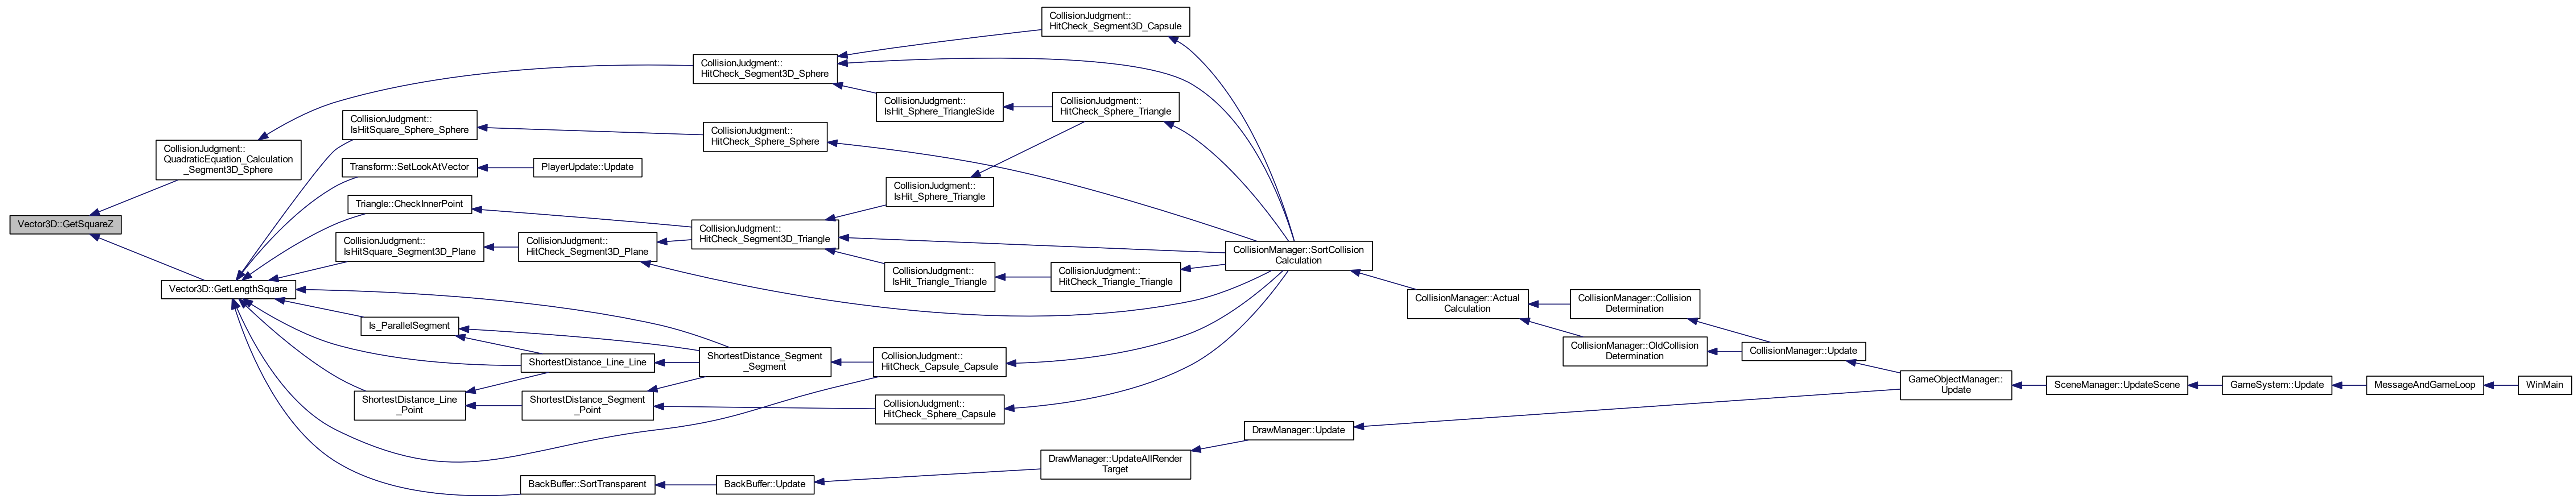 Vector3D::GetSquareZ
CollisionJudgment::
QuadraticEquation_Calculation
_Segment3D_Sphere
Vector3D::GetLengthSquare
CollisionJudgment::
IsHitSquare_Sphere_Sphere
Transform::SetLookAtVector
Triangle::CheckInnerPoint
CollisionJudgment::
IsHitSquare_Segment3D_Plane
Is_ParallelSegment
ShortestDistance_Line
_Point
PlayerUpdate::Update
CollisionJudgment::
HitCheck_Segment3D_Plane
ShortestDistance_Line_Line
ShortestDistance_Segment
_Point
BackBuffer::SortTransparent
CollisionJudgment::
HitCheck_Segment3D_Sphere
CollisionJudgment::
HitCheck_Sphere_Sphere
CollisionJudgment::
HitCheck_Segment3D_Triangle
ShortestDistance_Segment
_Segment
BackBuffer::Update
CollisionJudgment::
IsHit_Sphere_TriangleSide
CollisionJudgment::
IsHit_Sphere_Triangle
CollisionJudgment::
IsHit_Triangle_Triangle
CollisionJudgment::
HitCheck_Capsule_Capsule
CollisionJudgment::
HitCheck_Sphere_Capsule
CollisionJudgment::
HitCheck_Segment3D_Capsule
CollisionJudgment::
HitCheck_Sphere_Triangle
CollisionJudgment::
HitCheck_Triangle_Triangle
DrawManager::UpdateAllRender
Target
CollisionManager::SortCollision
Calculation
DrawManager::Update
CollisionManager::Actual
Calculation
CollisionManager::Collision
Determination
CollisionManager::OldCollision
Determination
CollisionManager::Update
GameObjectManager::
Update
SceneManager::UpdateScene
GameSystem::Update
MessageAndGameLoop
WinMain